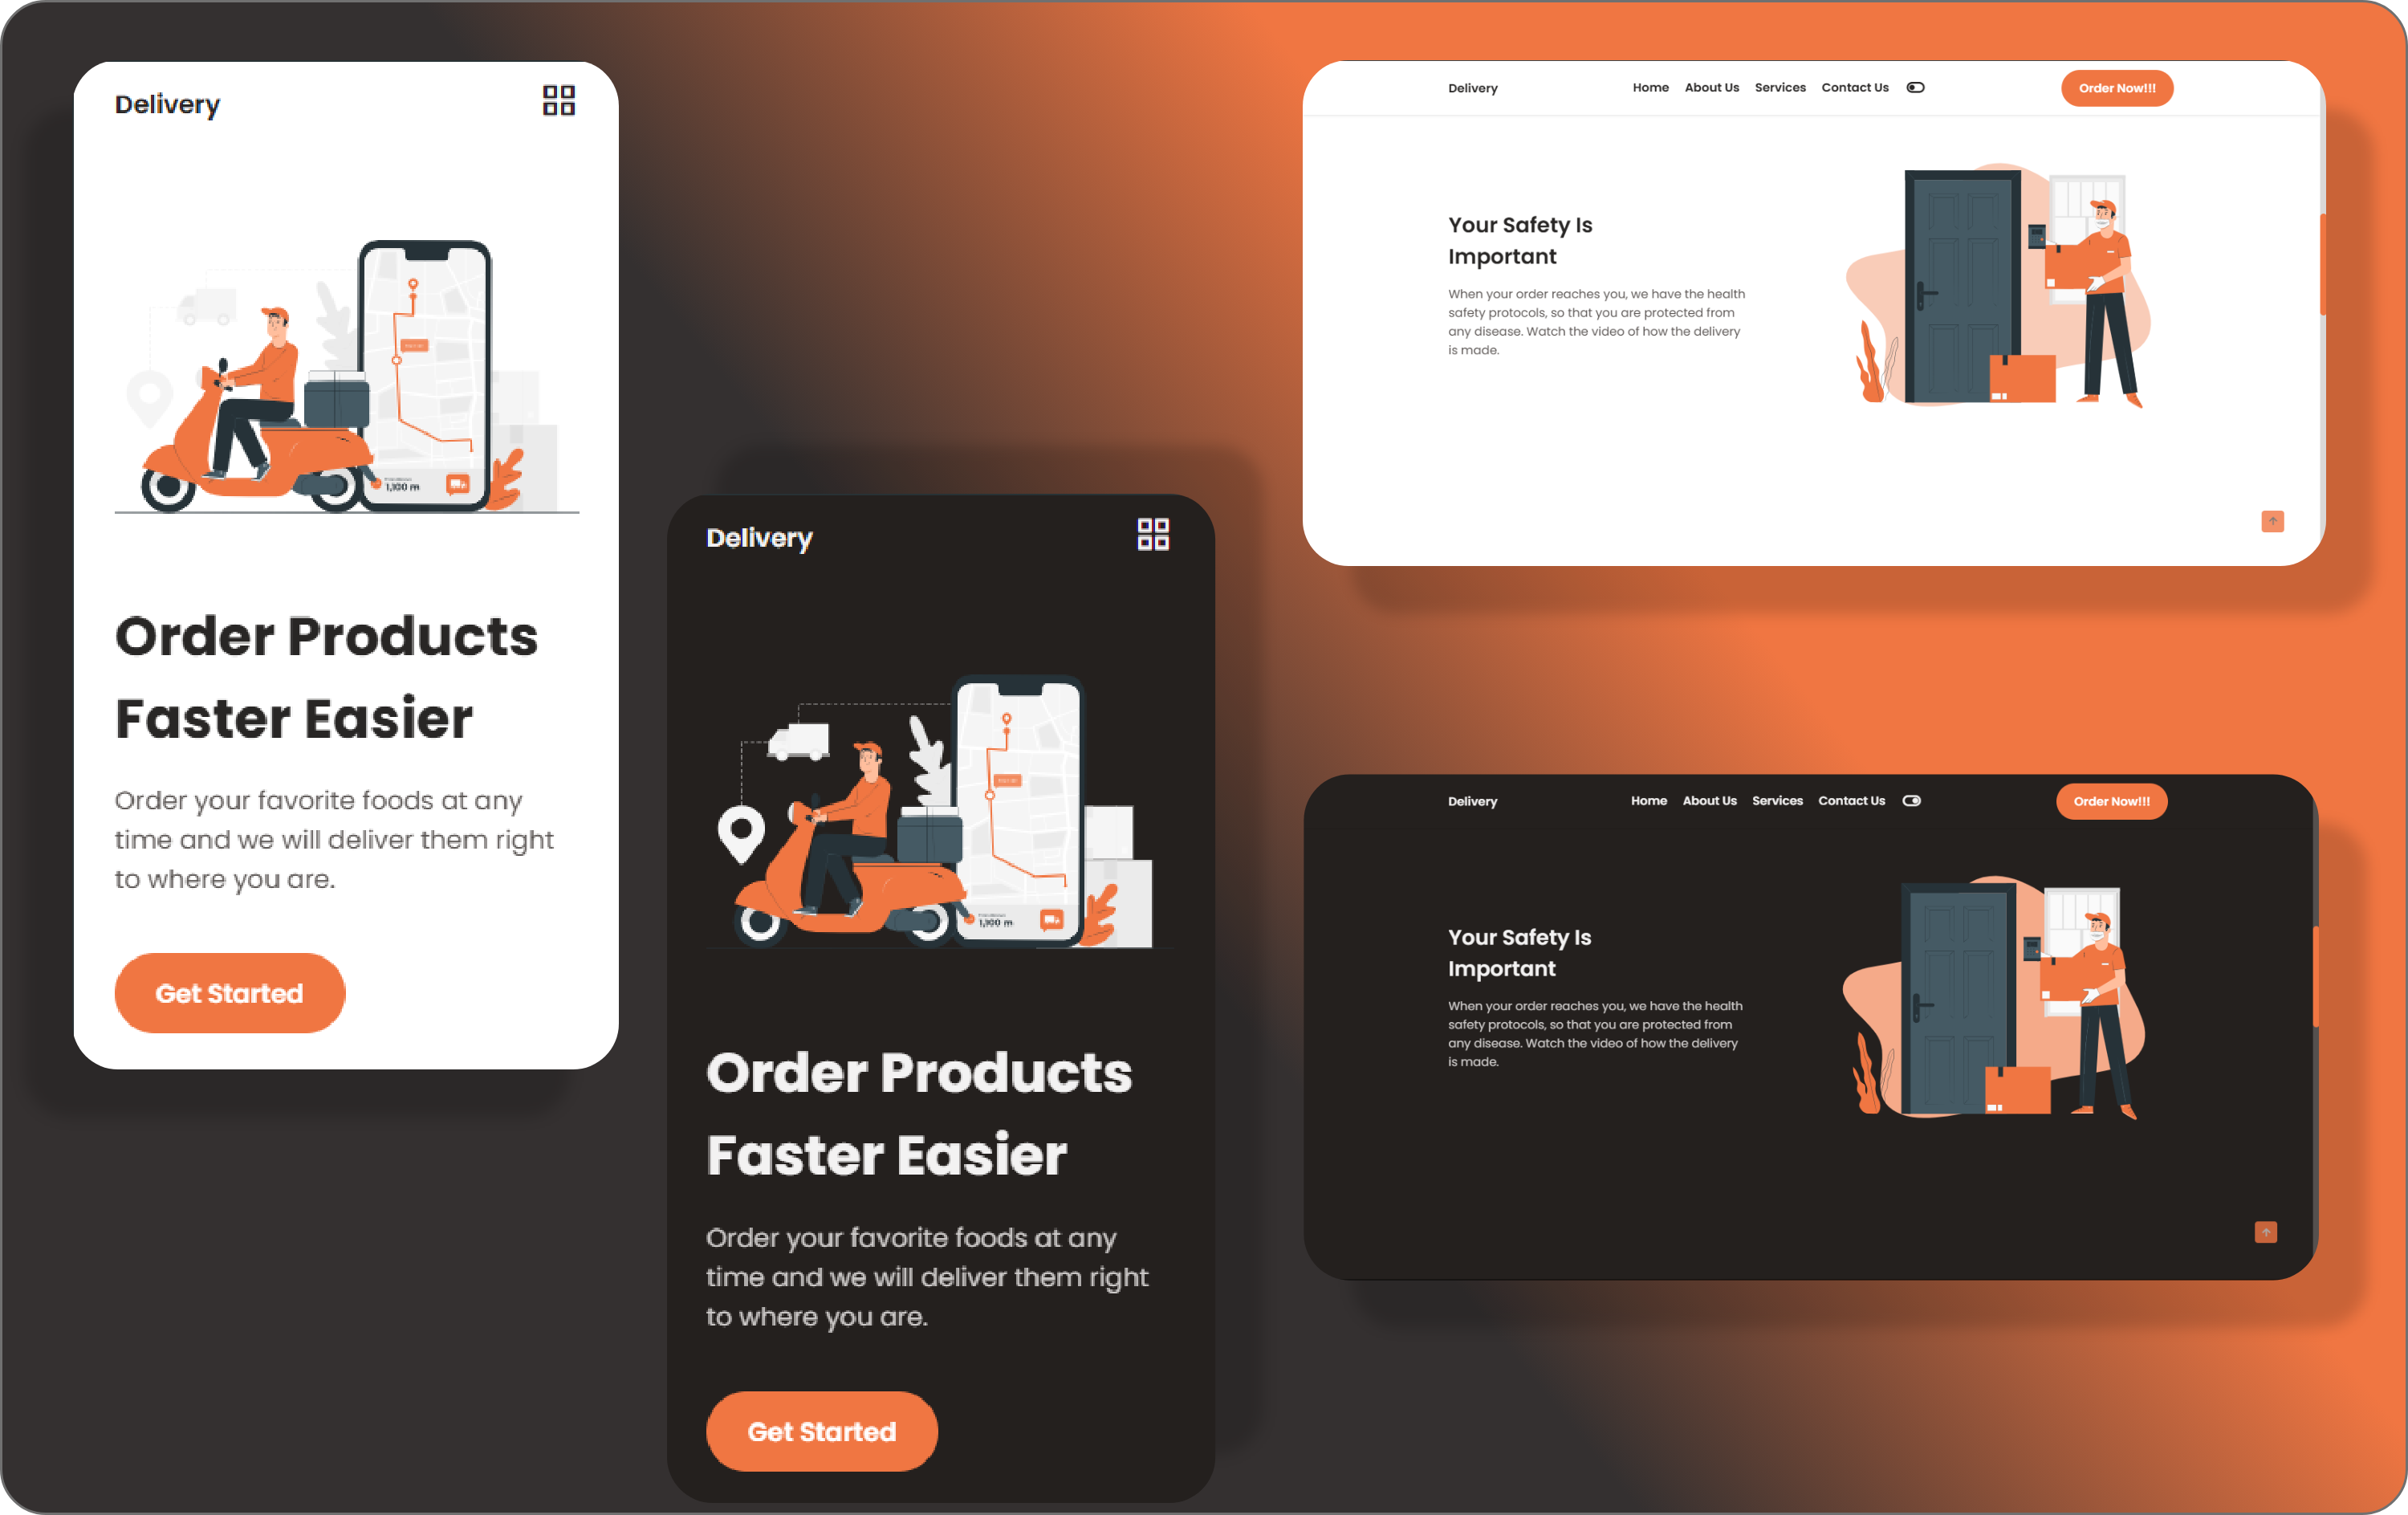 Delivery
1,100 m
Order Products
Faster Easier
Order your favorite foods at any
time and we will deliver them right
to where you are.
Get Started
Delivery
1,100 m
Order Products
Faster Easier
Order your favorite foods at any
time and we will deliver them right
to where you are.
Get Started
Delivery Home About Us Services Contact Us Order Now!!!
Your Safety Is
Important
When your order reaches you, we have the health
safety protocols, so that you are protected from
any disease. Watch the video of how the delivery
is made.
Delivery Home About Us Services Contact Us Order Now!!!
Your Safety Is
Important
When your order reaches you, we have the health
safety protocols, so that you are protected from
any disease. Watch the video of how the delivery
is made.